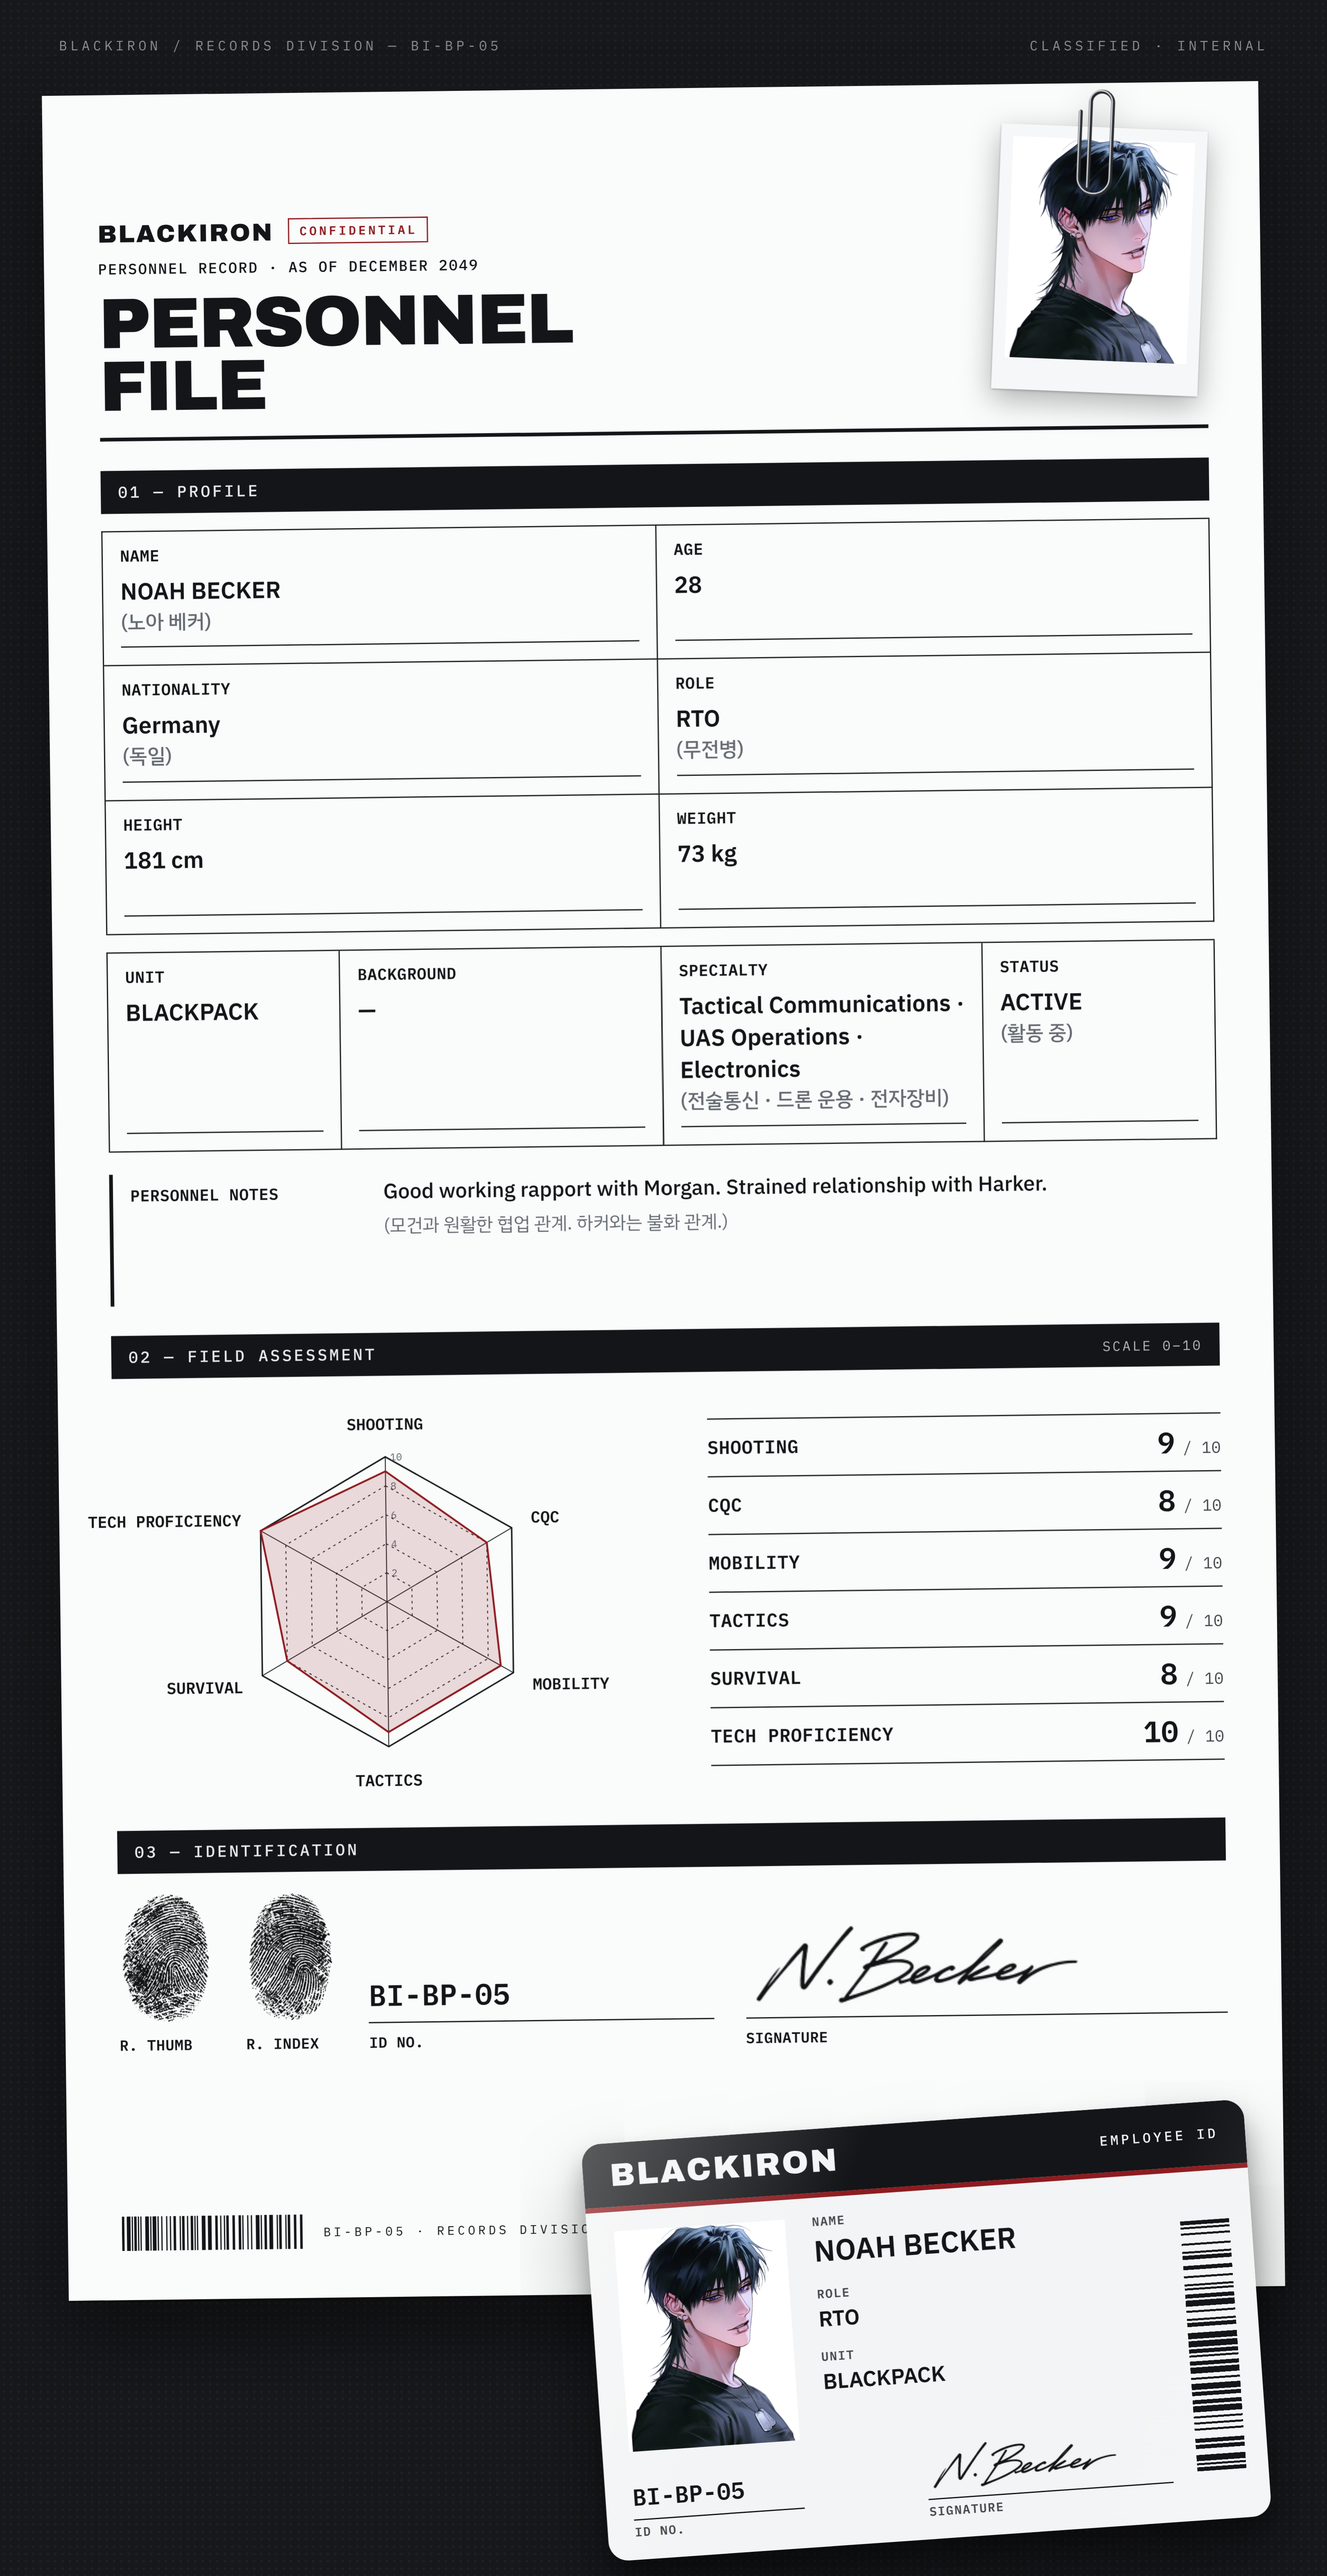 BLACKIRON / RECORDS DIVISION — BI-BP-05
CLASSIFIED · INTERNAL
BLACKIRON
CONFIDENTIAL
PERSONNEL RECORD · AS OF DECEMBER 2049
PERSONNEL
FILE
01 — PROFILE
NAME
NOAH BECKER
(노아 베커)
AGE
28
NATIONALITY
Germany
(독일)
ROLE
RTO
(무전병)
HEIGHT
181 cm
WEIGHT
73 kg
UNIT
BLACKPACK
BACKGROUND
—
SPECIALTY
Tactical Communications ·
UAS Operations ·
Electronics
(전술통신 · 드론 운용 · 전자장비)
STATUS
ACTIVE
(활동 중)
PERSONNEL NOTES
Good working rapport with Morgan. Strained relationship with Harker.
(모건과 원활한 협업 관계. 하커와는 불화 관계.)
02 — FIELD ASSESSMENT
SCALE 0–10
SHOOTING
10
8
6
4
2
TECH PROFICIENCY
CQC
SURVIVAL
MOBILITY
TACTICS
SHOOTING 9 / 10
CQC 8 / 10
MOBILITY 9 / 10
TACTICS 9 / 10
SURVIVAL 8 / 10
TECH PROFICIENCY 10 / 10
03 — IDENTIFICATION
R. THUMB
R. INDEX
BI-BP-05
ID NO.
N. Becker
SIGNATURE
BI-BP-05 · RECORDS DIVISIO
BLACKIRON
EMPLOYEE ID
NAME
NOAH BECKER
ROLE
RTO
UNIT
BLACKPACK
BI-BP-05
ID NO.
N. Becker
SIGNATURE